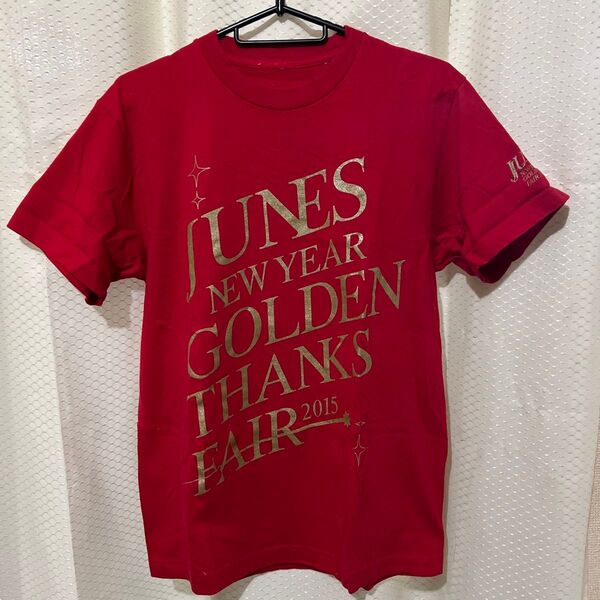 JUNES
NEW YEAR
GOLDEN
THANKS
FAIR 2015
JUNES